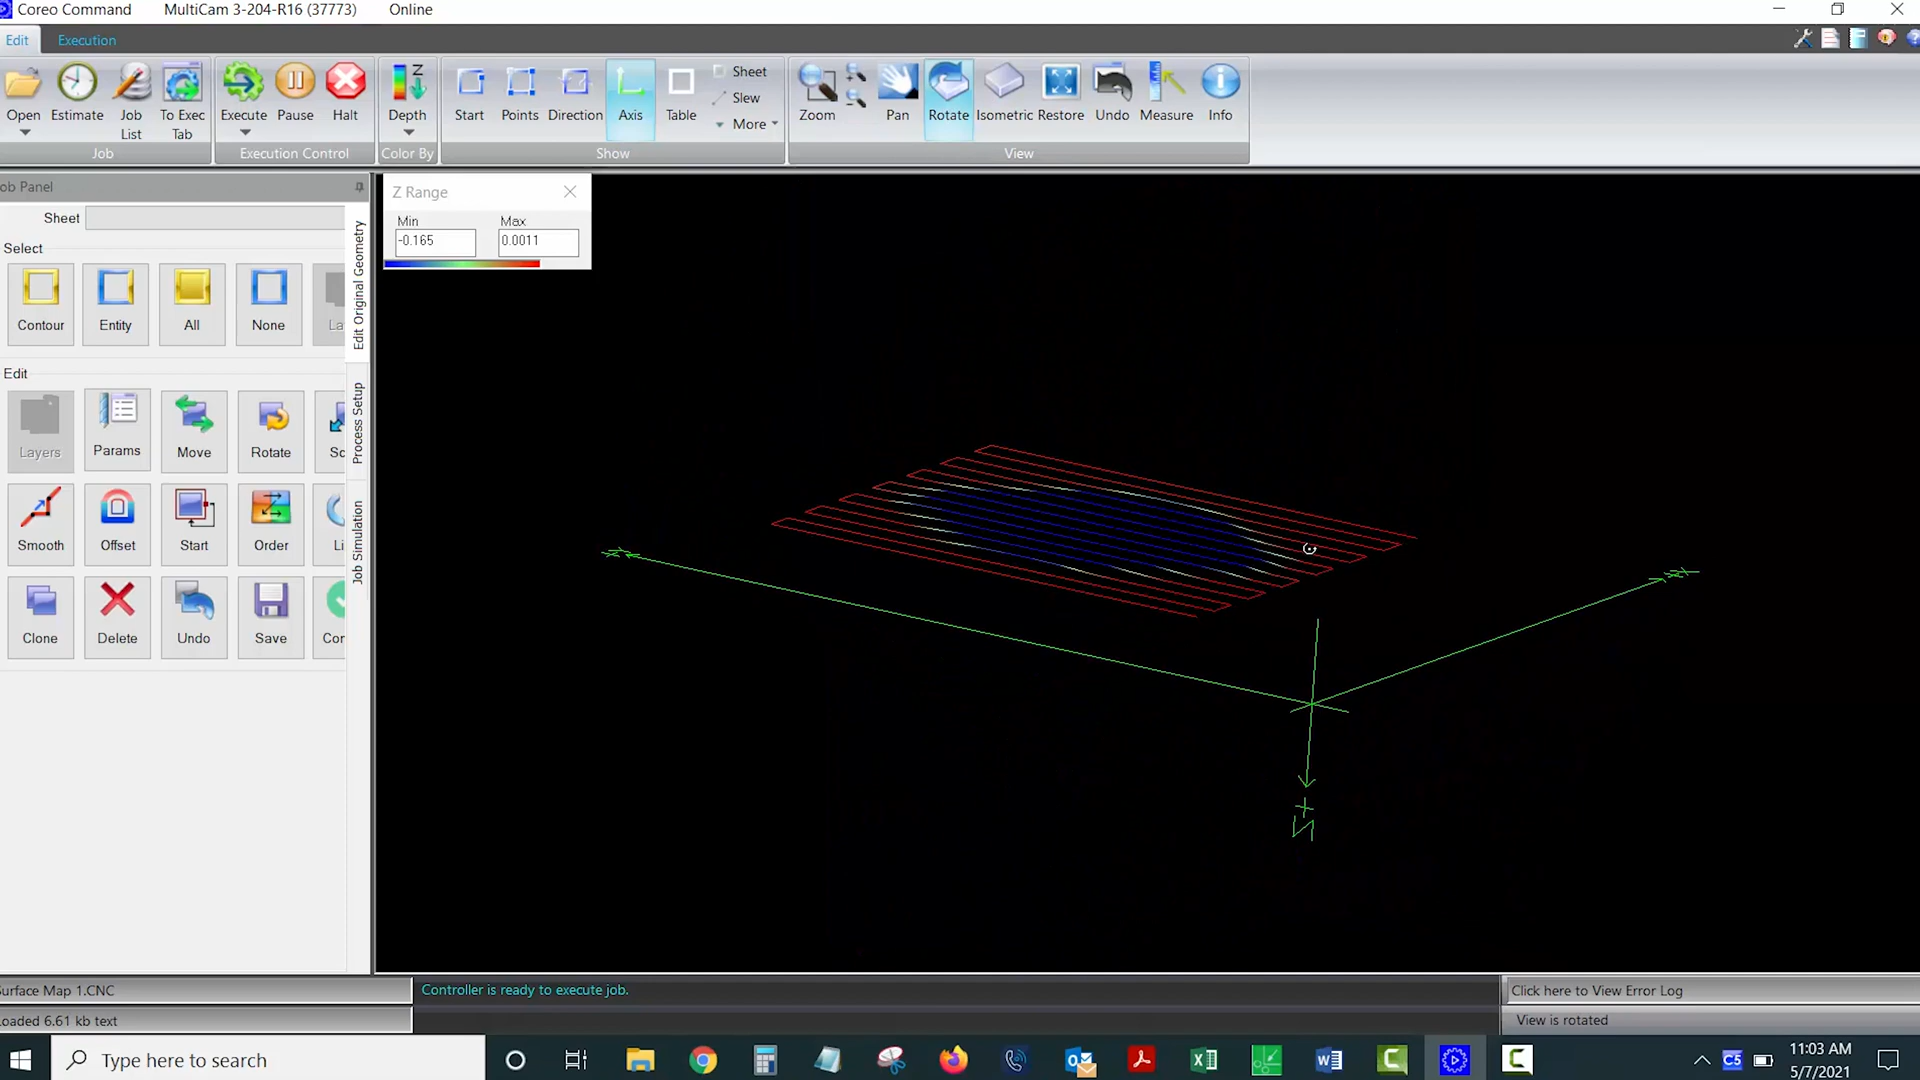 Coreo Command MultiCam 3-204-R16 (37773) Online
Edit Execution
Open Estimate Job List To Exec Tab
Job
Execute Pause Halt
Execution Control
Z
Depth
Color By
Start Points Direction Axis Table
Sheet
Slew
More
Show
Zoom Pan Rotate Isometric Restore Undo Measure Info
View
ob Panel
Sheet
Select
Contour Entity All None La
Edit
Layers Params Move Rotate Sc
Smooth Offset Start Order Li
Clone Delete Undo Save Con
Edit Original Geometry
Process Setup
Job Simulation
Z Range
Min Max
-0.165 0.0011
Z+
urface Map 1.CNC
Controller is ready to execute job.
Click here to View Error Log
oaded 6.61 kb text
View is rotated
Type here to search
C5
11:03 AM
5/7/2021